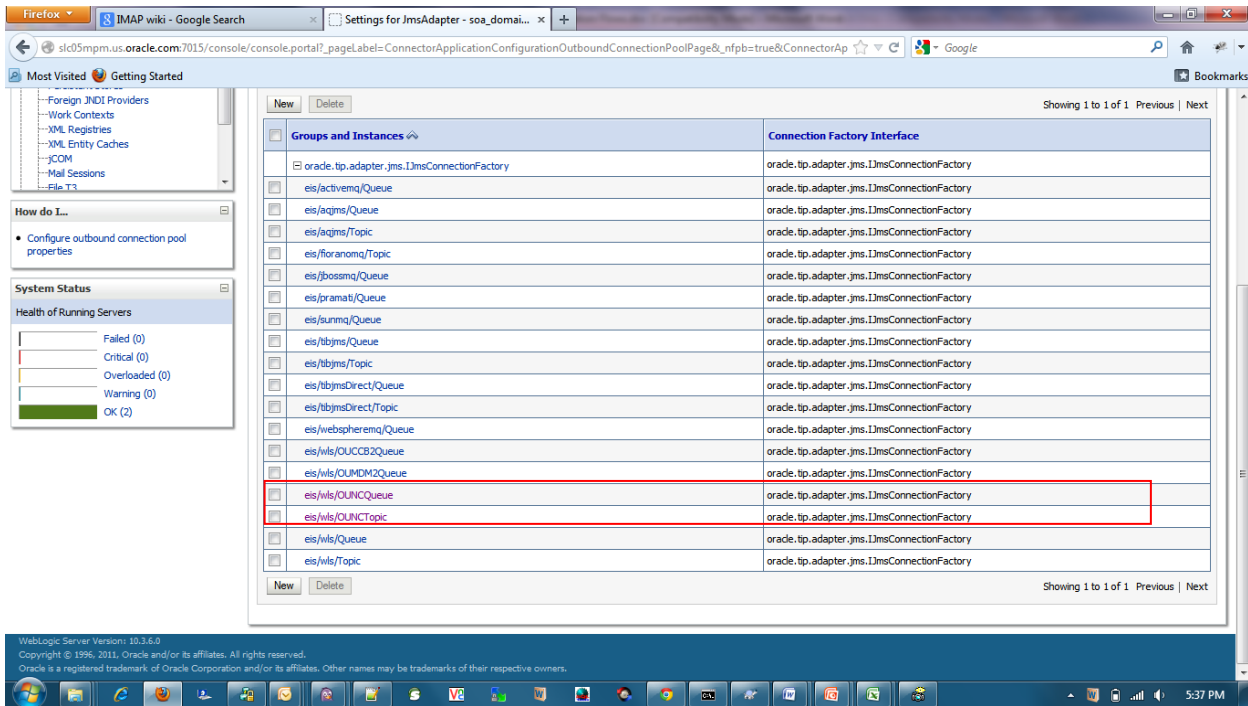 Firefox
IMAP wiki - Google Search
Settings for JmsAdapter - soa_domai...
slc05mpm.us.oracle.com:7015/console/console.portal?_pageLabel=ConnectorApplicationConfigurationOutboundConnectionPoolPage&_nfpb=true&ConnectorAp
Google
Most Visited Getting Started Bookmarks
Foreign JNDI Providers
Work Contexts
XML Registries
XML Entity Caches
jCOM
Mail Sessions
File T3
How do I...
Configure outbound connection pool
properties
System Status
Health of Running Servers
Failed (0)
Critical (0)
Overloaded (0)
Warning (0)
OK (2)
New Delete Showing 1 to 1 of 1 Previous | Next
Groups and Instances Connection Factory Interface
oracle.tip.adapter.jms.IJmsConnectionFactory oracle.tip.adapter.jms.IJmsConnectionFactory
eis/activemq/Queue oracle.tip.adapter.jms.IJmsConnectionFactory
eis/aqjms/Queue oracle.tip.adapter.jms.IJmsConnectionFactory
eis/aqjms/Topic oracle.tip.adapter.jms.IJmsConnectionFactory
eis/fioranomq/Topic oracle.tip.adapter.jms.IJmsConnectionFactory
eis/jbossmq/Queue oracle.tip.adapter.jms.IJmsConnectionFactory
eis/pramati/Queue oracle.tip.adapter.jms.IJmsConnectionFactory
eis/sunmq/Queue oracle.tip.adapter.jms.IJmsConnectionFactory
eis/tibjms/Queue oracle.tip.adapter.jms.IJmsConnectionFactory
eis/tibjms/Topic oracle.tip.adapter.jms.IJmsConnectionFactory
eis/tibjmsDirect/Queue oracle.tip.adapter.jms.IJmsConnectionFactory
eis/tibjmsDirect/Topic oracle.tip.adapter.jms.IJmsConnectionFactory
eis/webspheremq/Queue oracle.tip.adapter.jms.IJmsConnectionFactory
eis/wls/OUCCB2Queue oracle.tip.adapter.jms.IJmsConnectionFactory
eis/wls/OUMDM2Queue oracle.tip.adapter.jms.IJmsConnectionFactory
eis/wls/OUNCQueue oracle.tip.adapter.jms.IJmsConnectionFactory
eis/wls/OUNCTopic oracle.tip.adapter.jms.IJmsConnectionFactory
eis/wls/Queue oracle.tip.adapter.jms.IJmsConnectionFactory
eis/wls/Topic oracle.tip.adapter.jms.IJmsConnectionFactory
New Delete Showing 1 to 1 of 1 Previous | Next
WebLogic Server Version: 10.3.6.0
Copyright © 1996, 2011, Oracle and/or its affiliates. All rights reserved.
Oracle is a registered trademark of Oracle Corporation and/or its affiliates. Other names may be trademarks of their respective owners.
5:37 PM